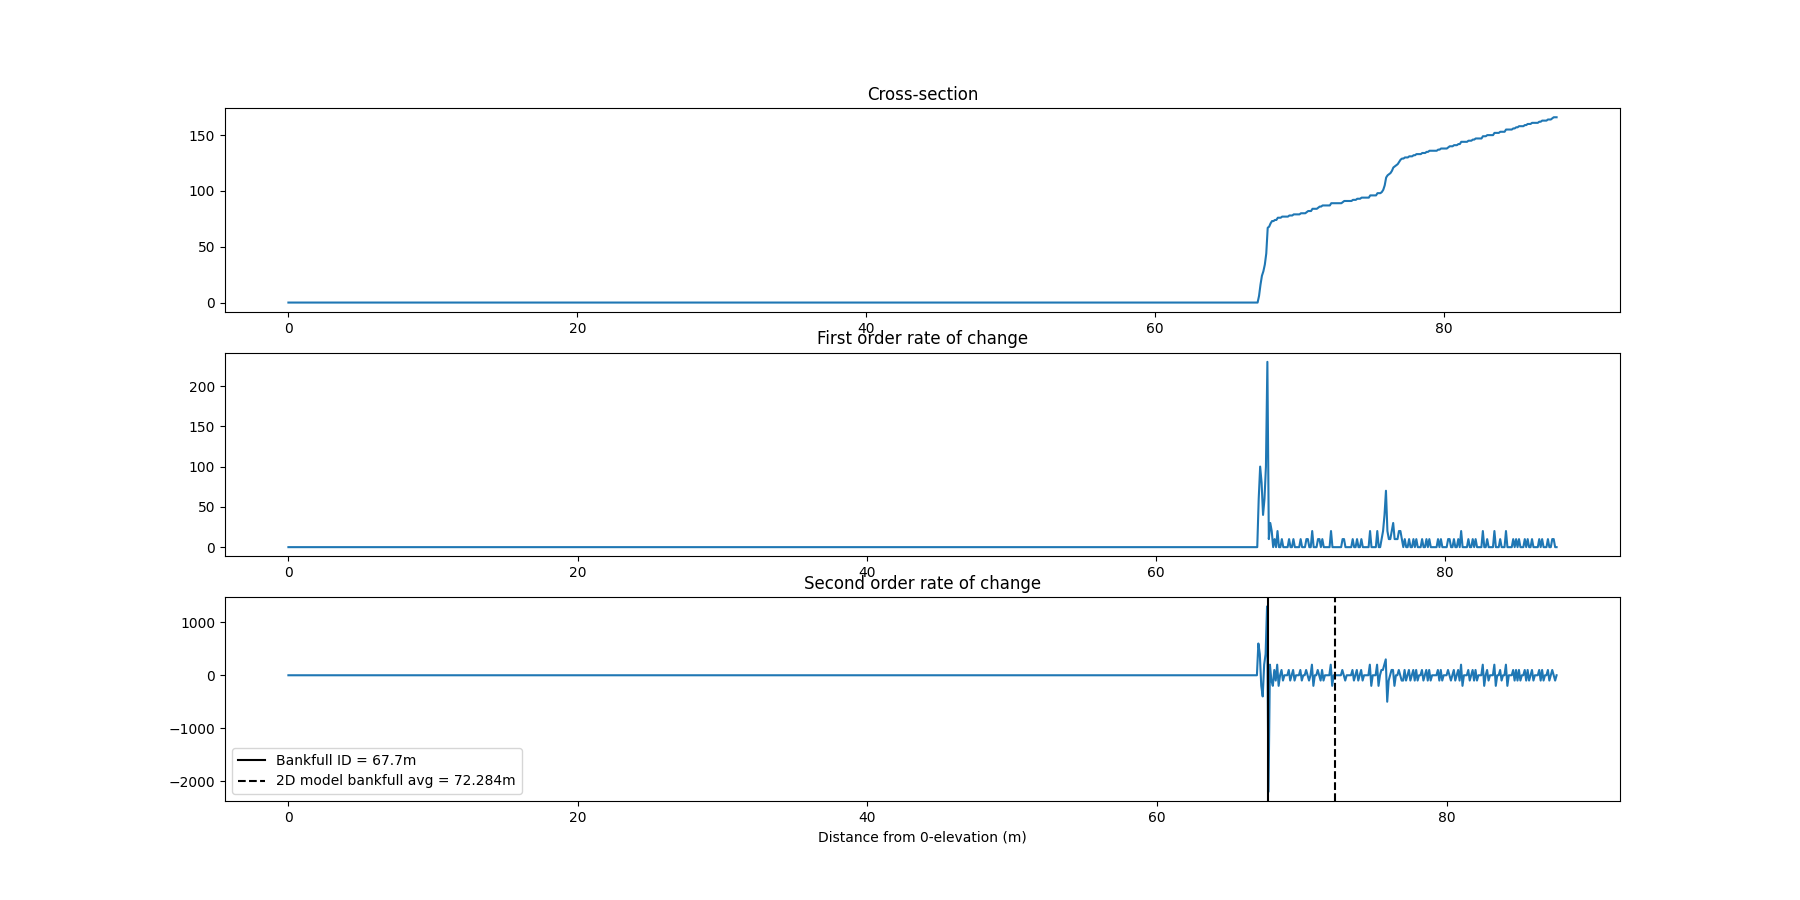 Cross-section
150
100
50
0
0 20 40 60 80
First order rate of change
200
150
100
50
0
0 20 40 60 80
Second order rate of change
1000
0
−1000
−2000
Bankfull ID = 67.7m
2D model bankfull avg = 72.284m
0 20 40 60 80
Distance from 0-elevation (m)